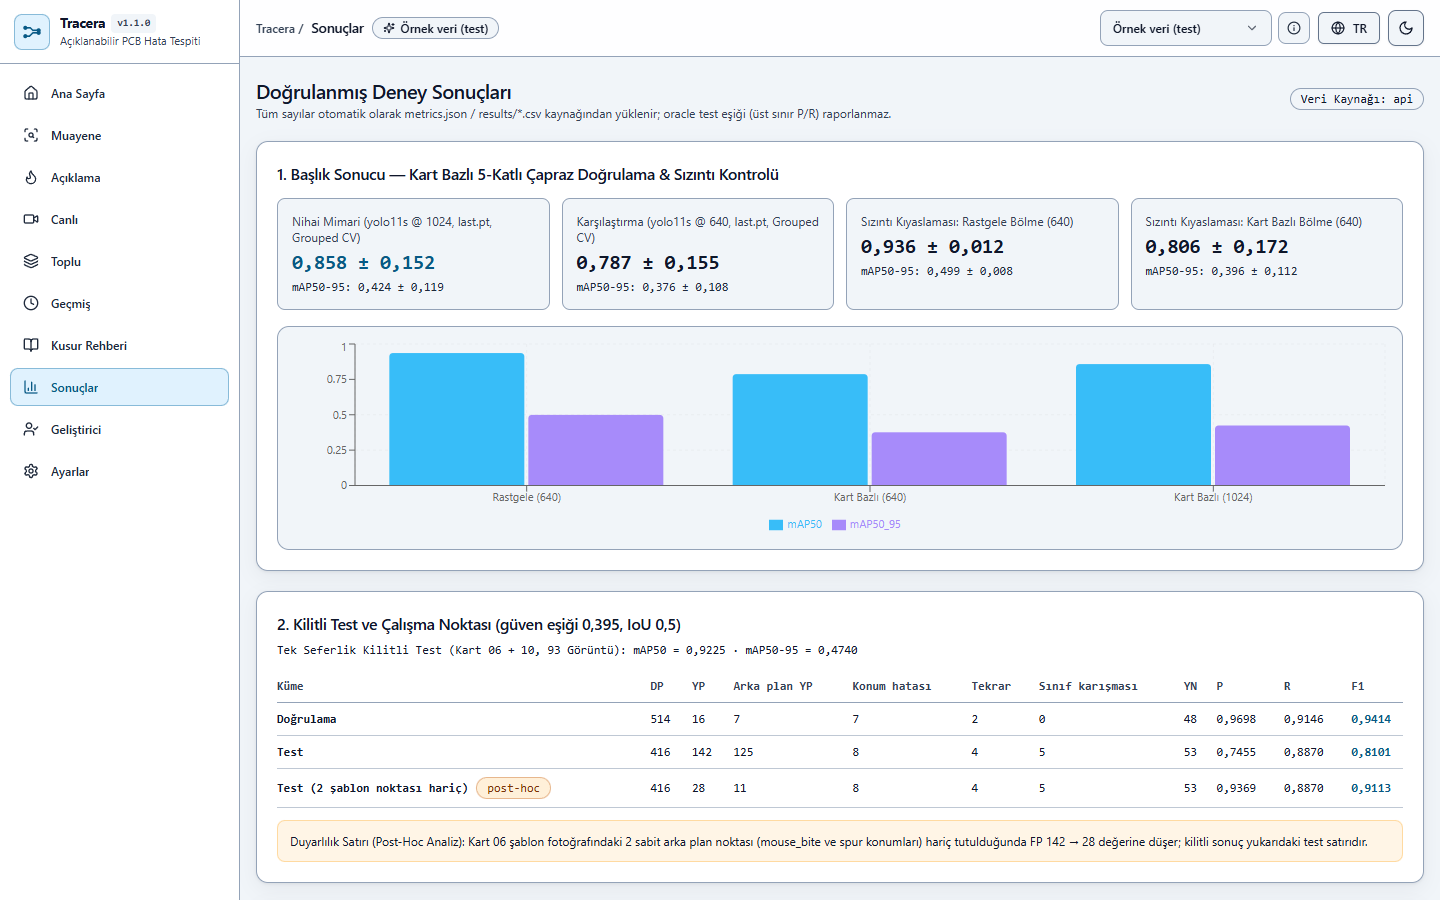 Tracera v1.1.0
Açıklanabilir PCB Hata Tespiti
Ana Sayfa
Muayene
Açıklama
Canlı
Toplu
Geçmiş
Kusur Rehberi
Sonuçlar
Geliştirici
Ayarlar
Tracera / Sonuçlar Örnek veri (test)
Örnek veri (test) TR
Doğrulanmış Deney Sonuçları
Tüm sayılar otomatik olarak metrics.json / results/*.csv kaynağından yüklenir; oracle test eşiği (üst sınır P/R) raporlanmaz.
Veri Kaynağı: api
1. Başlık Sonucu — Kart Bazlı 5-Katlı Çapraz Doğrulama & Sızıntı Kontrolü
Nihai Mimari (yolo11s @ 1024, last.pt,
Grouped CV)
0,858 ± 0,152
mAP50-95: 0,424 ± 0,119
Karşılaştırma (yolo11s @ 640, last.pt, Grouped
CV)
0,787 ± 0,155
mAP50-95: 0,376 ± 0,108
Sızıntı Kıyaslaması: Rastgele Bölme (640)
0,936 ± 0,012
mAP50-95: 0,499 ± 0,008
Sızıntı Kıyaslaması: Kart Bazlı Bölme (640)
0,806 ± 0,172
mAP50-95: 0,396 ± 0,112
1
0.75
0.5
0.25
0
Rastgele (640) Kart Bazlı (640) Kart Bazlı (1024)
mAP50 mAP50_95
2. Kilitli Test ve Çalışma Noktası (güven eşiği 0,395, IoU 0,5)
Tek Seferlik Kilitli Test (Kart 06 + 10, 93 Görüntü): mAP50 = 0,9225 · mAP50-95 = 0,4740
Küme DP YP Arka plan YP Konum hatası Tekrar Sınıf karışması YN P R F1
Doğrulama 514 16 7 7 2 0 48 0,9698 0,9146 0,9414
Test 416 142 125 8 4 5 53 0,7455 0,8870 0,8101
Test (2 şablon noktası hariç) post-hoc 416 28 11 8 4 5 53 0,9369 0,8870 0,9113
Duyarlılık Satırı (Post-Hoc Analiz): Kart 06 şablon fotoğrafındaki 2 sabit arka plan noktası (mouse_bite ve spur konumları) hariç tutulduğunda FP 142 → 28 değerine düşer; kilitli sonuç yukarıdaki test satırıdır.